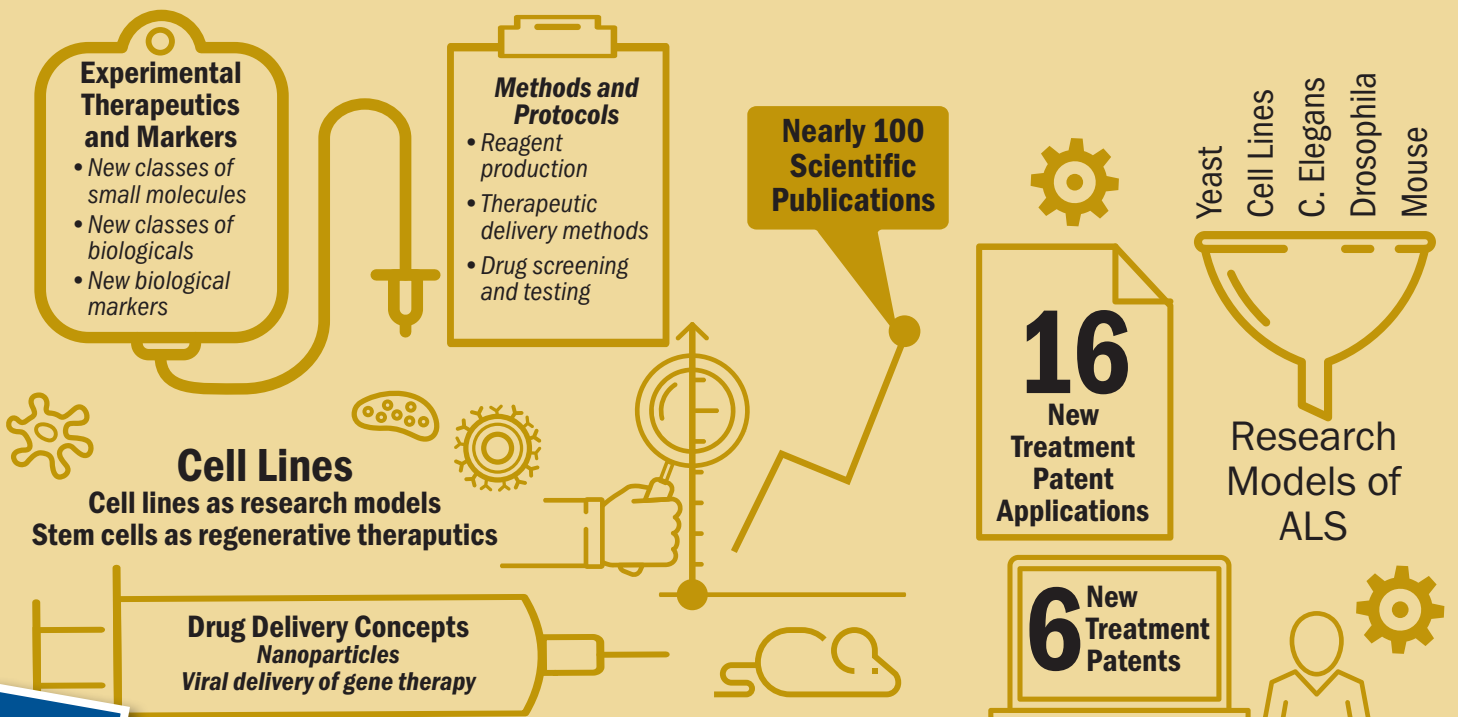 Experimental
Therapeutics
and Markers
• New classes of
small molecules
• New classes of
biologicals
• New biological
markers
Methods and
Protocols
• Reagent
production
• Therapeutic
delivery methods
• Drug screening
and testing
Nearly 100
Scientific
Publications
Yeast
Cell Lines
C. Elegans
Drosophila
Mouse
Research
Models of
ALS
16
New
Treatment
Patent
Applications
Cell Lines
Cell lines as research models
Stem cells as regenerative theraputics
Drug Delivery Concepts
Nanoparticles
Viral delivery of gene therapy
6 New
Treatment
Patents